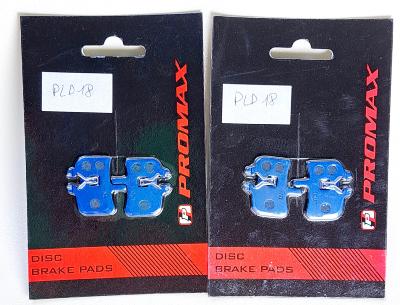 PLD 18
PROMAX
DISC
BRAKE PADS
PLD 18
PROMAX
DISC
BRAKE PADS